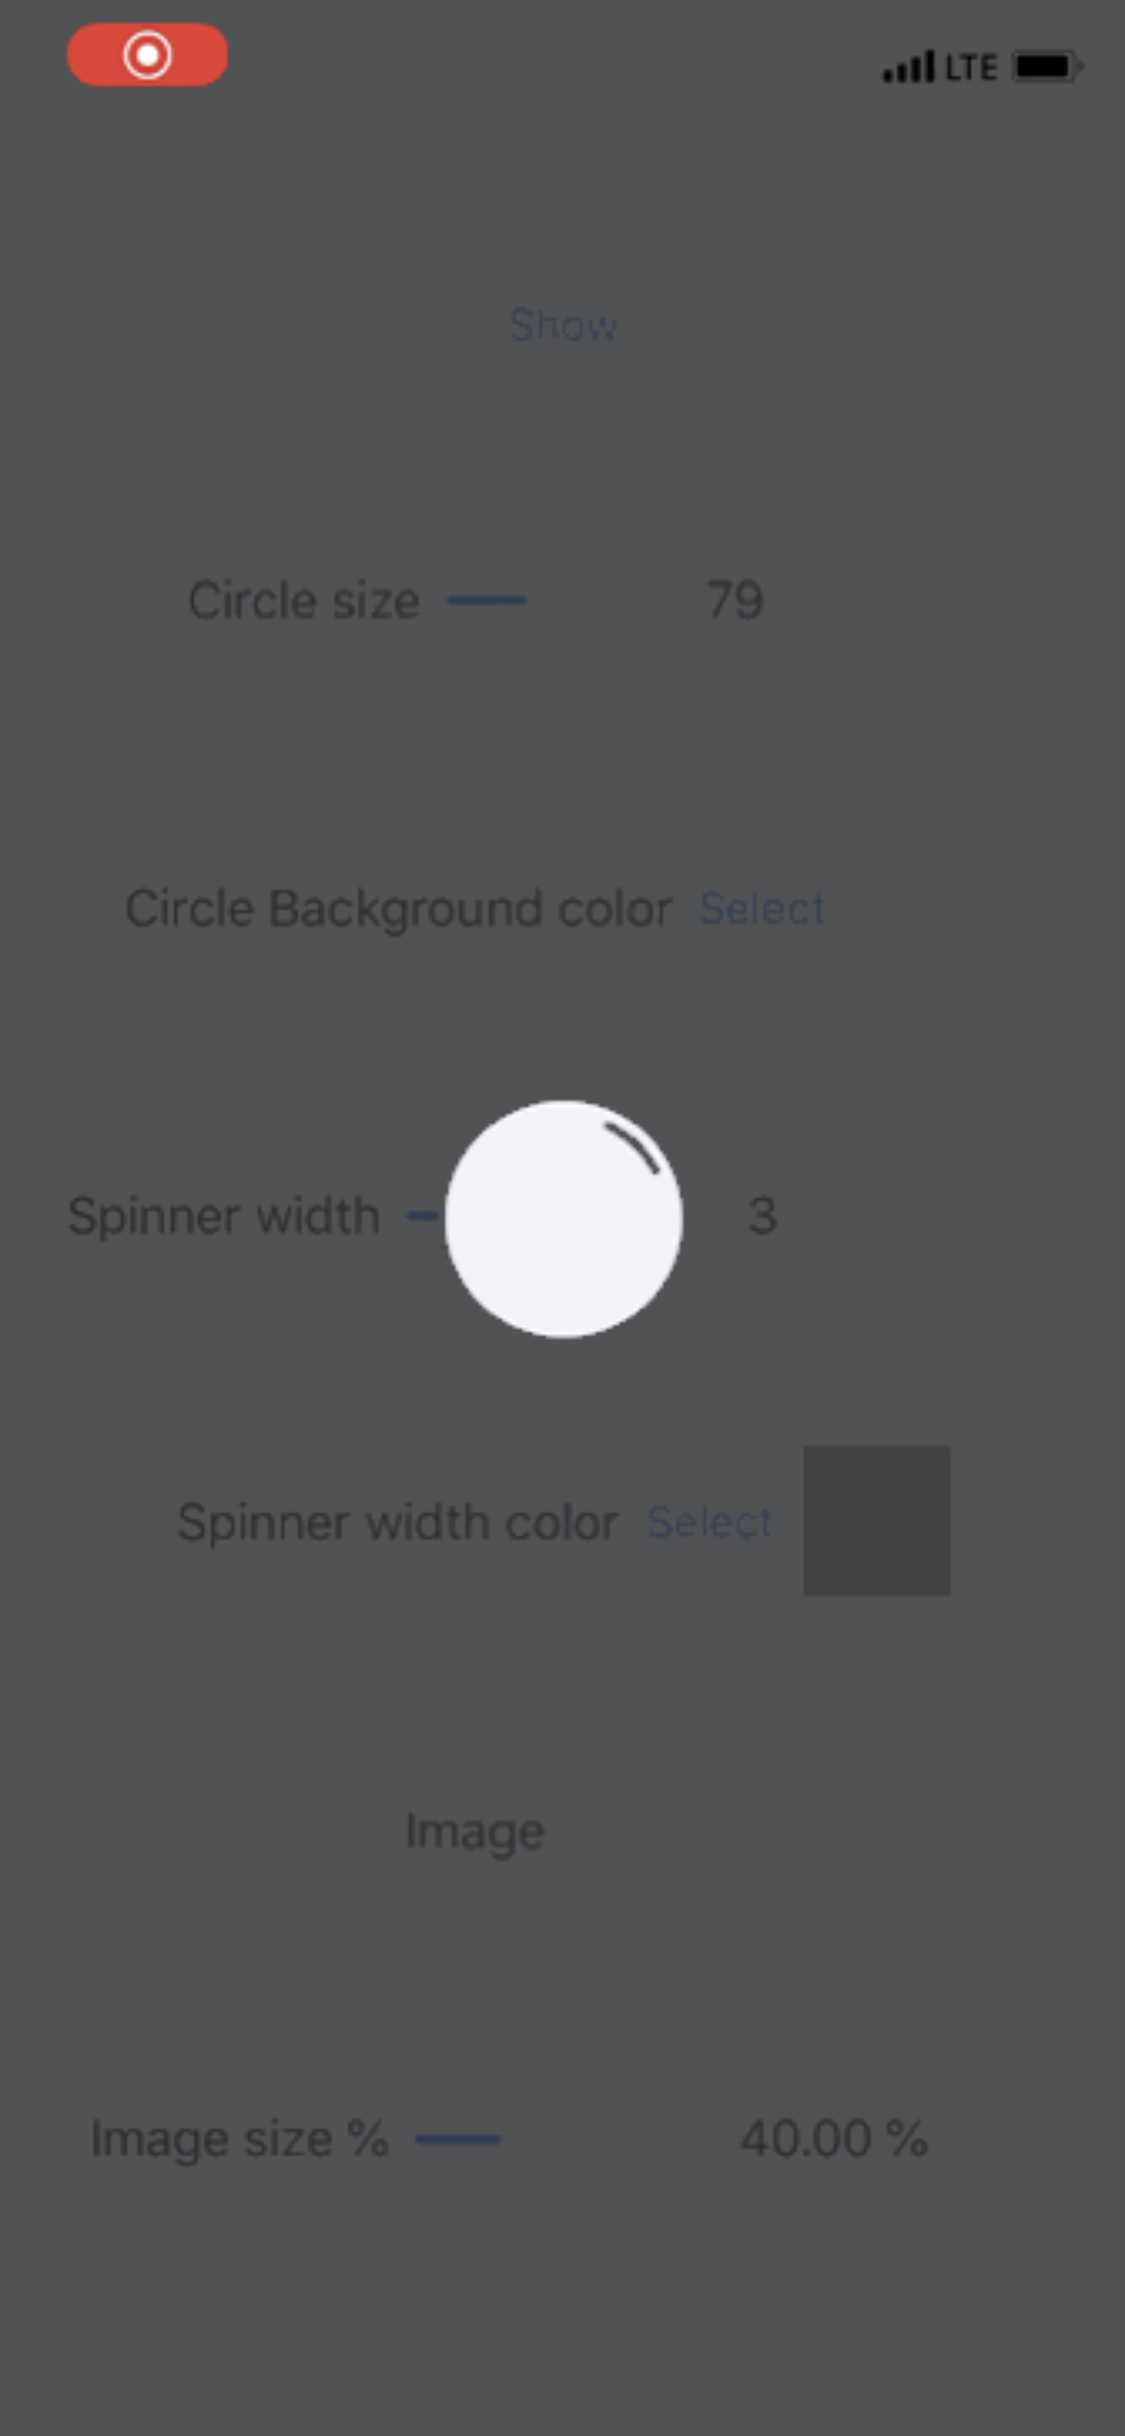 LTE
Show
Circle size 79
Circle Background color Select
Spinner width 3
Spinner width color Select
Image
Image size % 40.00 %